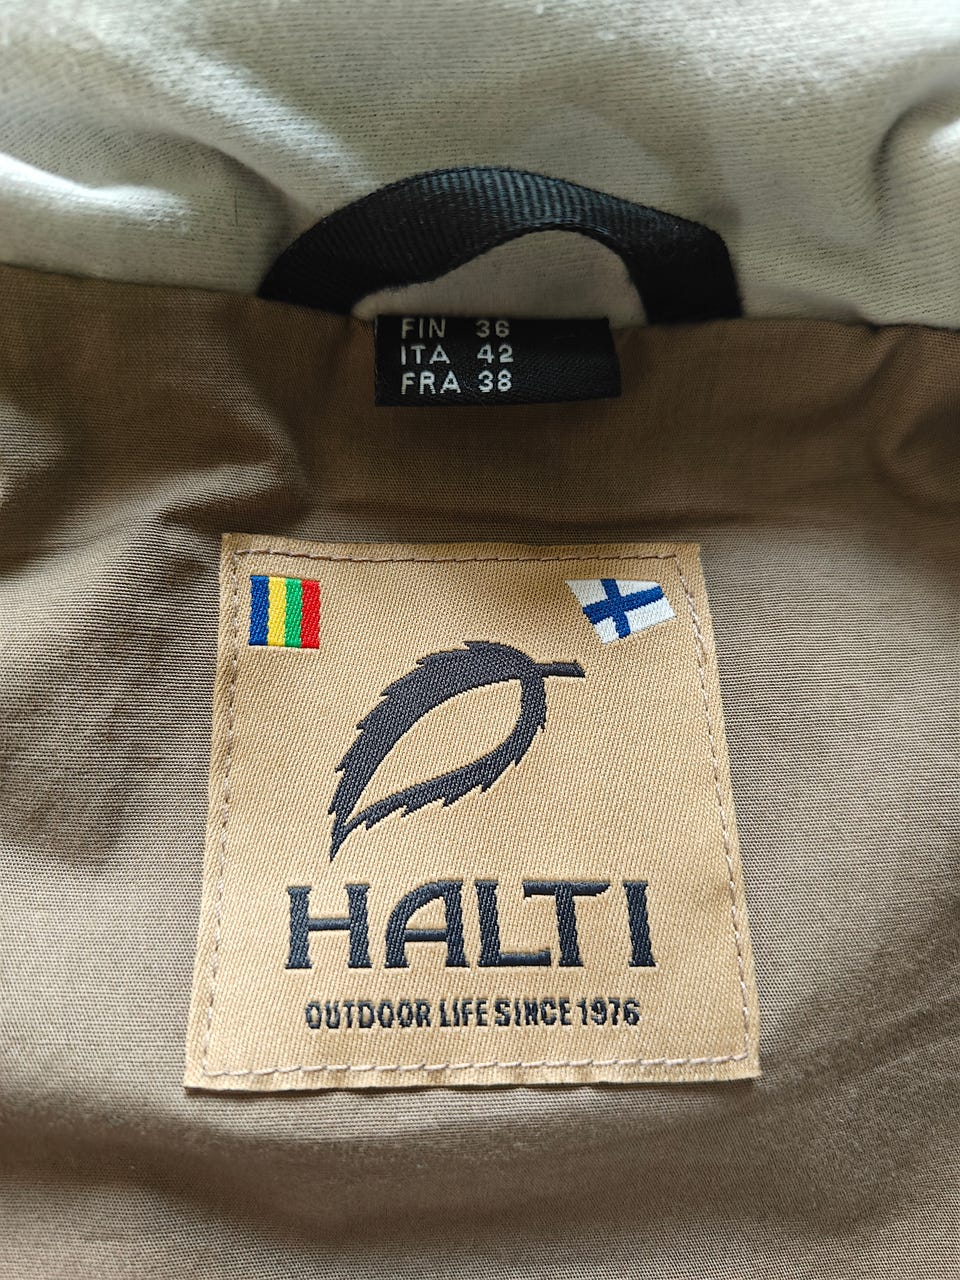 FIN 36
ITA 42
FRA 38
HALTI
OUTDOOR LIFE SINCE 1976